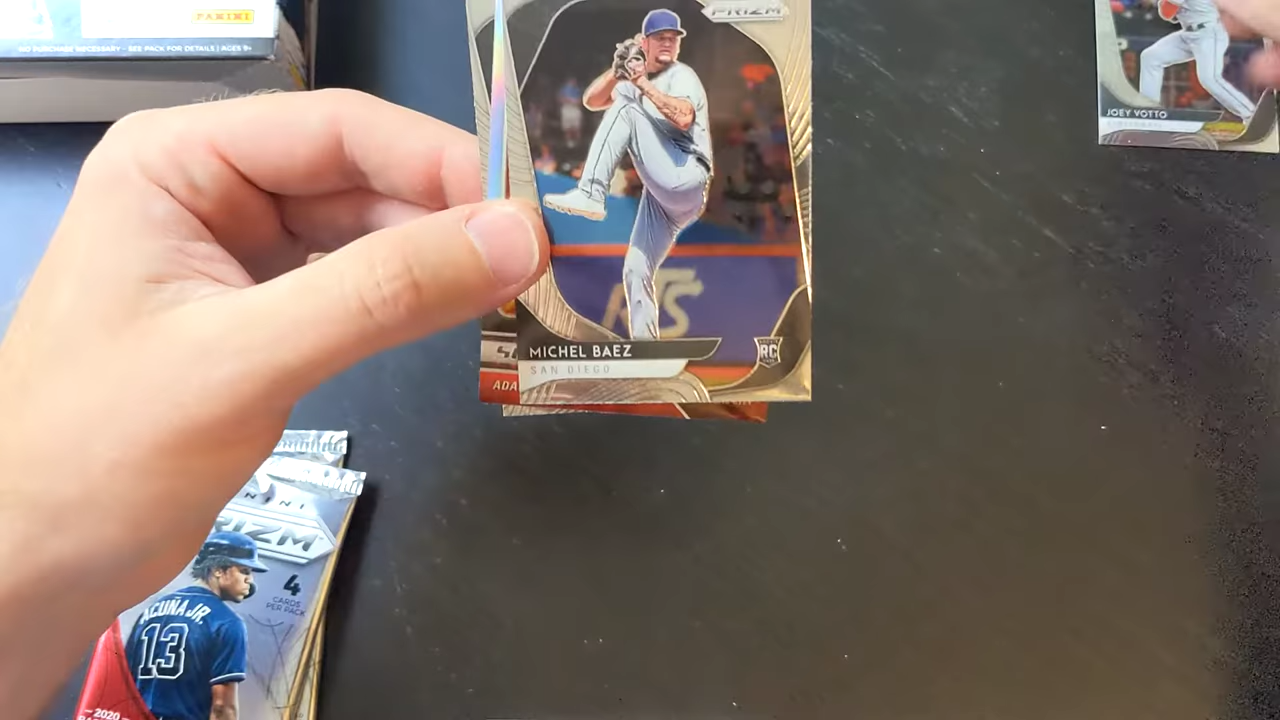 PANINI
NO PURCHASE NECESSARY - SEE PACK FOR DETAILS | AGES 9+
PRIZM
JOEY VOTTO
MICHEL BAEZ
SAN DIEGO
RC
ADA
PRIZM
4
CARDS
PER PACK
ACUÑA JR.
13
2020